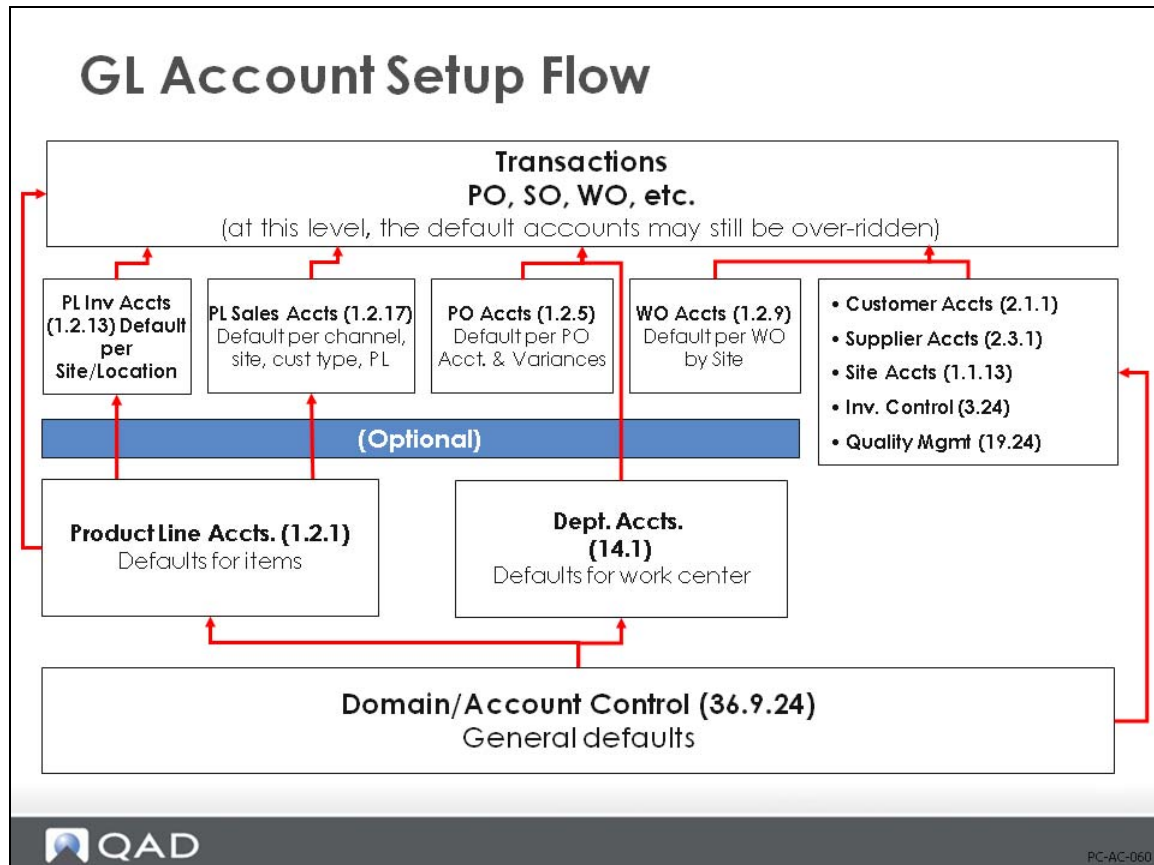 GL Account Setup Flow
Transactions
PO, SO, WO, etc.
(at this level, the default accounts may still be over-ridden)
PL Inv Accts
(1.2.13) Default
per
Site/Location
PL Sales Accts (1.2.17)
Default per channel,
site, cust type, PL
PO Accts (1.2.5)
Default per PO
Acct. & Variances
WO Accts (1.2.9)
Default per WO
by Site
• Customer Accts (2.1.1)
• Supplier Accts (2.3.1)
• Site Accts (1.1.13)
• Inv. Control (3.24)
• Quality Mgmt (19.24)
(Optional)
Product Line Accts. (1.2.1)
Defaults for items
Dept. Accts.
(14.1)
Defaults for work center
Domain/Account Control (36.9.24)
General defaults
QAD
PC-AC-060